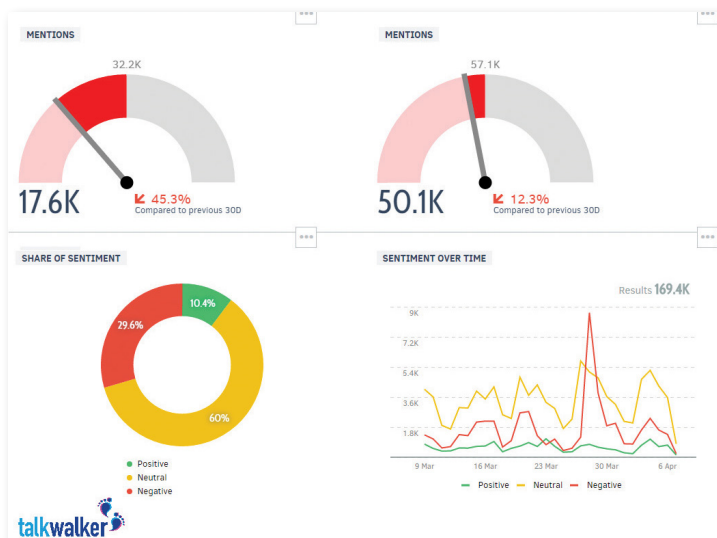 MENTIONS
32.2K
17.6K
45.3%
Compared to previous 30D
MENTIONS
57.1K
50.1K
12.3%
Compared to previous 30D
SHARE OF SENTIMENT
10.4%
29.6%
60%
Positive
Neutral
Negative
talkwalker
SENTIMENT OVER TIME
Results 169.4K
9K
7.2K
5.4K
3.6K
1.8K
9 Mar 16 Mar 23 Mar 30 Mar 6 Apr
Positive Neutral Negative